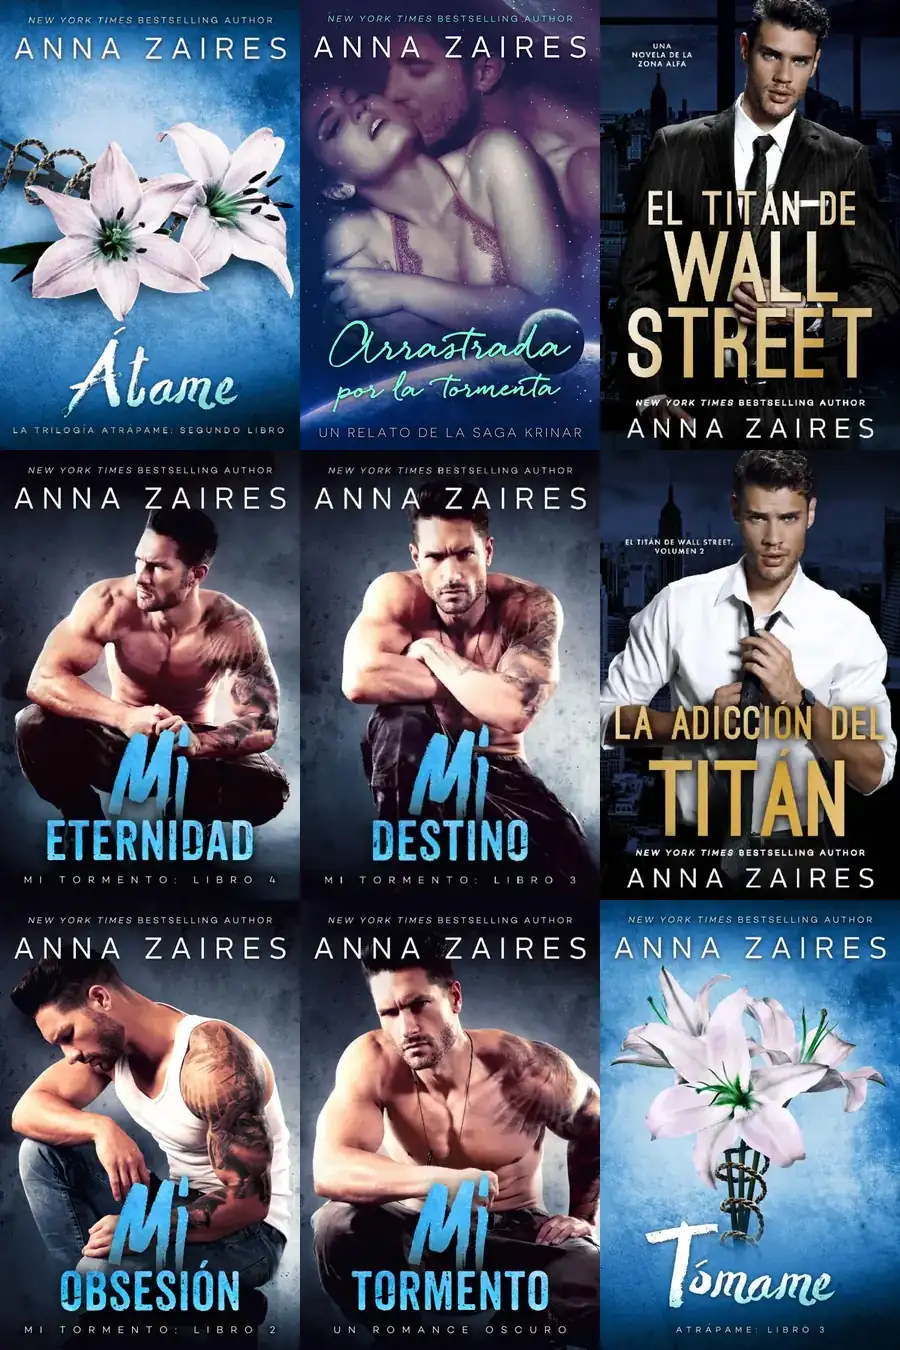 NEW YORK TIMES BESTSELLING AUTHOR
ANNA ZAIRES
Átame
LA TRILOGÍA ATRÁPAME: SEGUNDO LIBRO
NEW YORK TIMES BESTSELLING AUTHOR
ANNA ZAIRES
Arrastrada
por la tormenta
UN RELATO DE LA SAGA KRINAR
UNA
NOVELA DE LA
ZONA ALFA
EL TITÁN DE
WALL
STREET
NEW YORK TIMES BESTSELLING AUTHOR
ANNA ZAIRES
NEW YORK TIMES BESTSELLING AUTHOR
ANNA ZAIRES
Mi
ETERNIDAD
MI TORMENTO: LIBRO 4
NEW YORK TIMES BESTSELLING AUTHOR
ANNA ZAIRES
Mi
DESTINO
MI TORMENTO: LIBRO 3
EL TITÁN DE WALL STREET,
VOLUMEN 2
LA ADICCIÓN DEL
TITÁN
NEW YORK TIMES BESTSELLING AUTHOR
ANNA ZAIRES
NEW YORK TIMES BESTSELLING AUTHOR
ANNA ZAIRES
Mi
OBSESIÓN
MI TORMENTO: LIBRO 2
NEW YORK TIMES BESTSELLING AUTHOR
ANNA ZAIRES
Mi
TORMENTO
UN ROMANCE OSCURO
NEW YORK TIMES BESTSELLING AUTHOR
ANNA ZAIRES
Tómame
ATRÁPAME: LIBRO 3